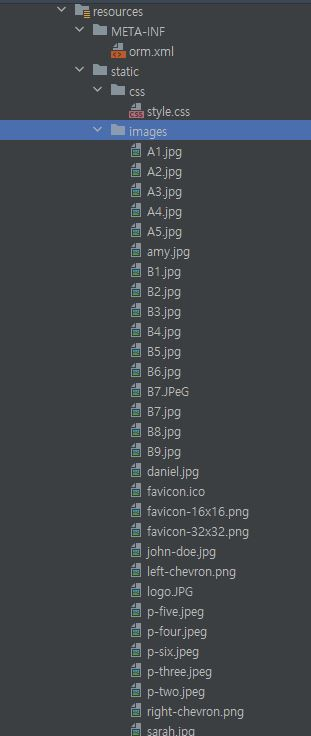 resources
META-INF
orm.xml
static
css
style.css
images
A1.jpg
A2.jpg
A3.jpg
A4.jpg
A5.jpg
amy.jpg
B1.jpg
B2.jpg
B3.jpg
B4.jpg
B5.jpg
B6.jpg
B7.JPeG
B7.jpg
B8.jpg
B9.jpg
daniel.jpg
favicon.ico
favicon-16x16.png
favicon-32x32.png
john-doe.jpg
left-chevron.png
logo.JPG
p-five.jpeg
p-four.jpeg
p-six.jpeg
p-three.jpeg
p-two.jpeg
right-chevron.png
sarah.jpg